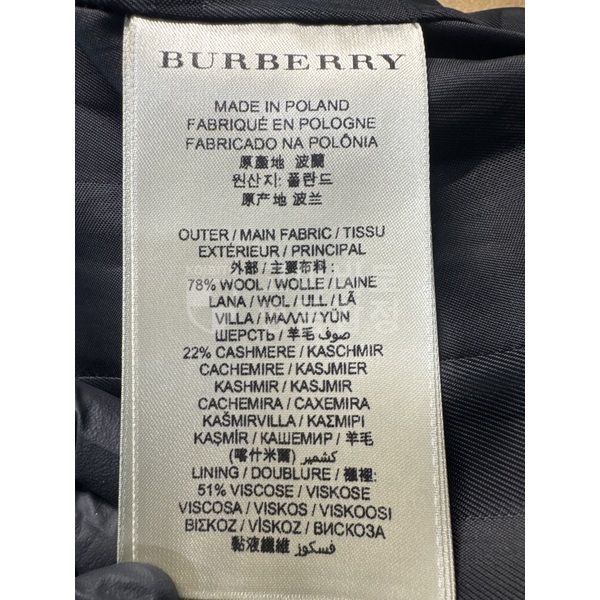 BURBERRY
MADE IN POLAND
FABRIQUÉ EN POLOGNE
FABRICADO NA POLÔNIA
原產地 波蘭
원산지: 폴란드
原产地 波兰
OUTER / MAIN FABRIC / TISSU
EXTÉRIEUR / PRINCIPAL
外部 / 主要布料:
78% WOOL / WOLLE / LAINE
LANA / WOL / ULL / LÃ
VILLA / ΜΑΛΛΙ / YÜN
ШЕРСТЬ / 羊毛 صوف
22% CASHMERE / KASCHMIR
CACHEMIRE / KASJMIER
KASHMIR / KASJMIR
CACHEMIRA / CAXEMIRA
KAŠMIRVILLA / ΚΑΣΜΙΡΙ
KAŞMİR / КАШЕМИР / 羊毛
(喀什米爾) كشمير
LINING / DOUBLURE / 襯裡:
51% VISCOSE / VISKOSE
VISCOSA / VISKOS / VISKOOSI
ΒΙΣΚΟΖ / VİSKOZ / ВИСКОЗА
黏液纖維 فسكوز